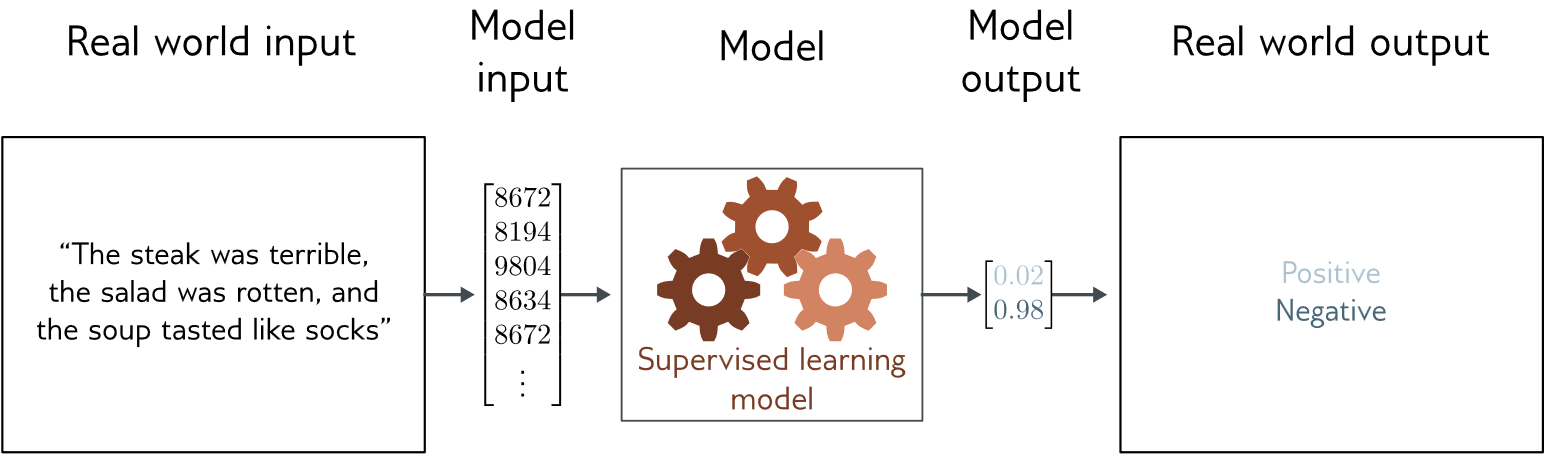 Real world input
Model
input
Model
Model
output
Real world output
“The steak was terrible,
the salad was rotten, and
the soup tasted like socks”
8672
8194
9804
8634
8672
⋮
Supervised learning
model
0.02
0.98
Positive
Negative